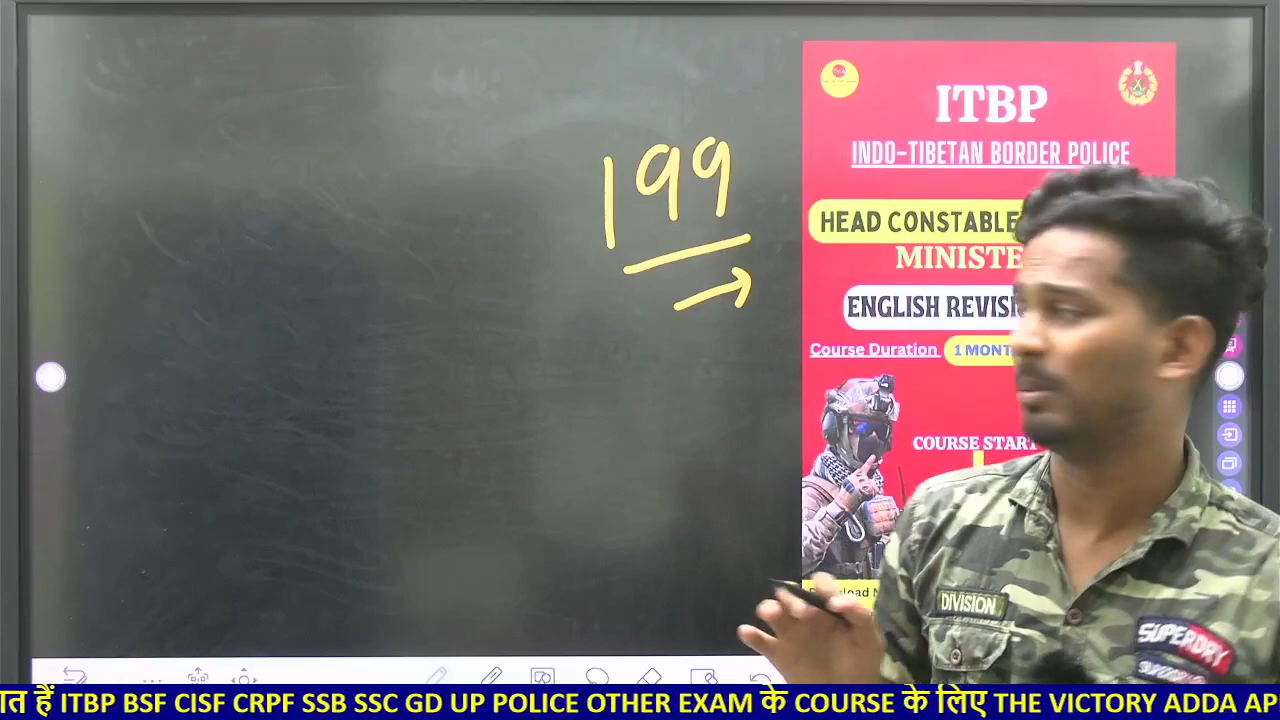 199
ITBP
INDO-TIBETAN BORDER POLICE
HEAD CONSTABLE
MINISTE
ENGLISH REVISI
Course Duration 1 MONT
COURSE START
DIVISION
SUPERDRY
ात हैं ITBP BSF CISF CRPF SSB SSC GD UP POLICE OTHER EXAM के COURSE के लिए THE VICTORY ADDA AP